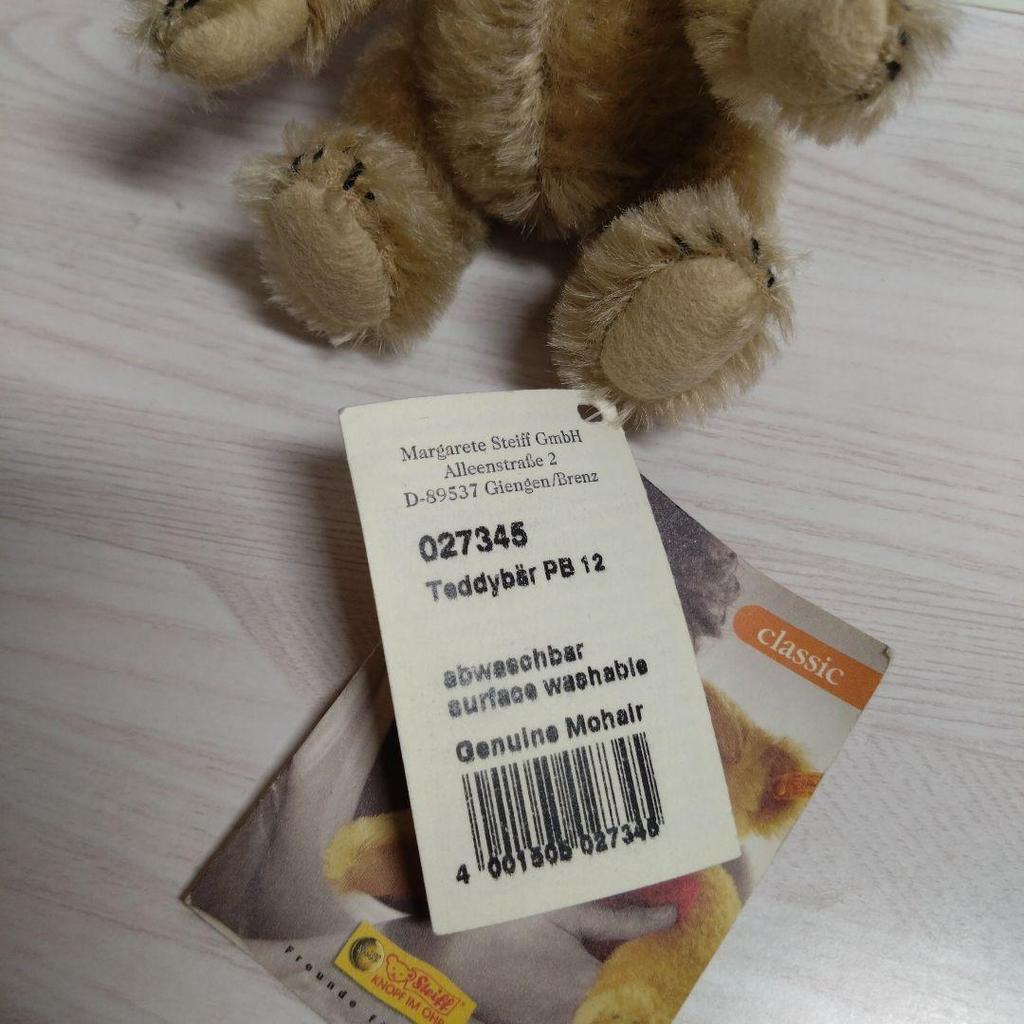 Margarete Steiff GmbH
Alleenstraße 2
D-89537 Giengen/Brenz
027345
Teddybär PB 12
abwaschbar
surface washable
Genuine Mohair
4 001505 027345
classic
Steiff
KNOPF IM OHR
Freunde